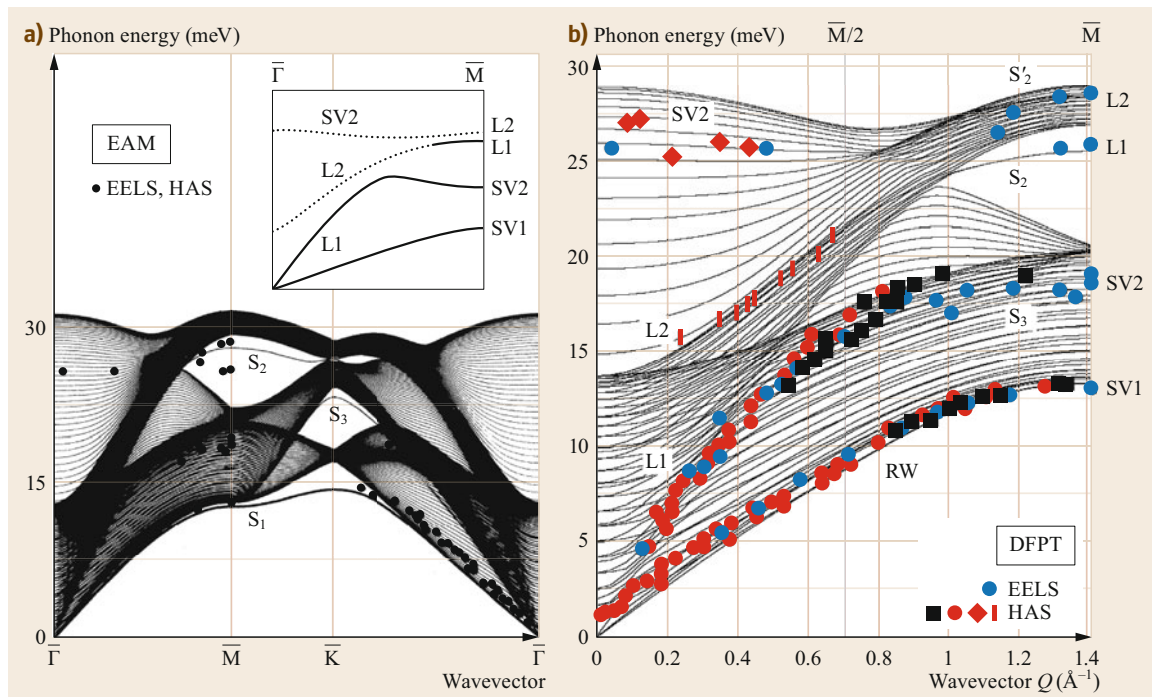 a) Phonon energy (meV)
EAM
EELS, HAS
Γ̅ M̅
SV2
L2
L1
L2
SV2
L1
SV1
30
15
0
S₂
S₃
S₁
Γ̅ M̅ K̅ Γ̅
Wavevector
b) Phonon energy (meV) M̅/2 M̅
30
25
20
15
10
5
0
S′₂
SV2
L2
L1
S₂
L2
SV2
S₃
L1
SV1
RW
DFPT
EELS
HAS
0 0.2 0.4 0.6 0.8 1 1.2 1.4
Wavevector Q (Å⁻¹)